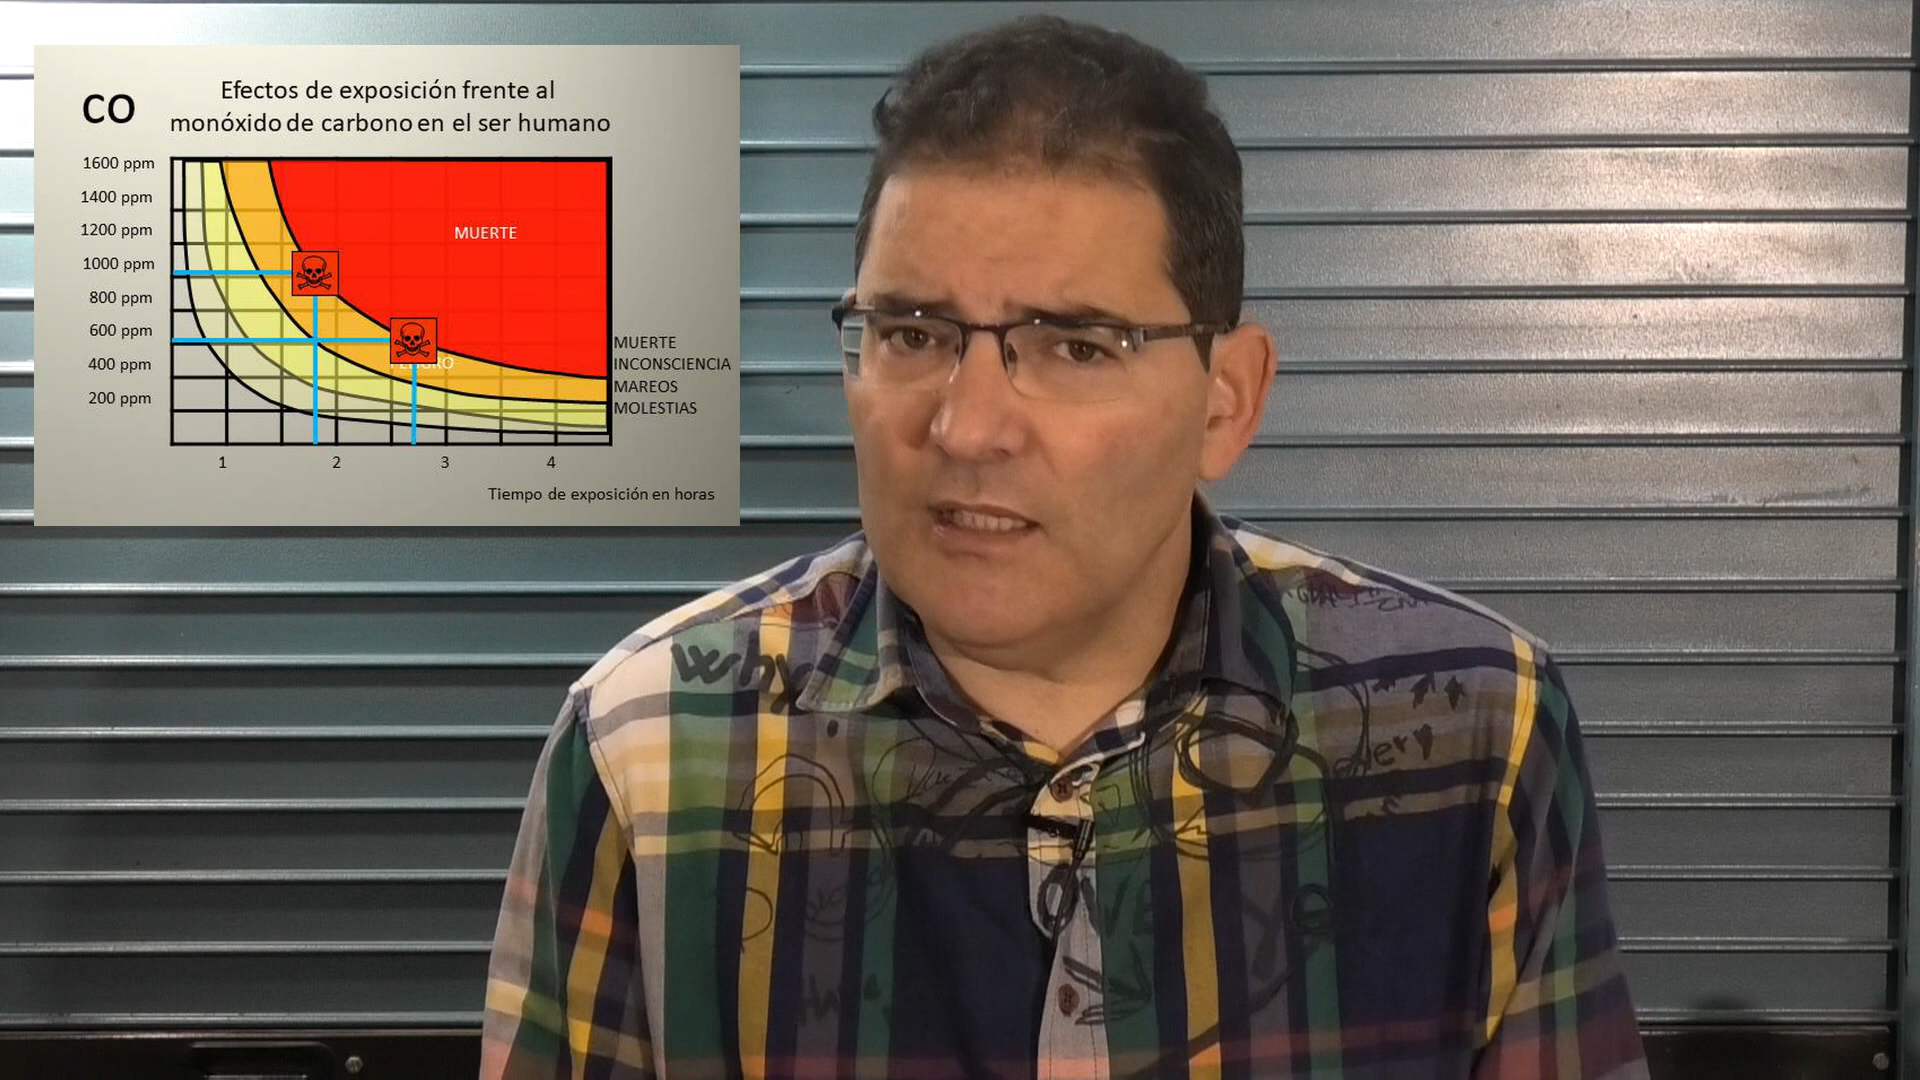 CO
Efectos de exposición frente al
monóxido de carbono en el ser humano
1600 ppm
1400 ppm
1200 ppm
1000 ppm
800 ppm
600 ppm
400 ppm
200 ppm
MUERTE
MUERTE
INCONSCIENCIA
MAREOS
MOLESTIAS
1 2 3 4
Tiempo de exposición en horas
why